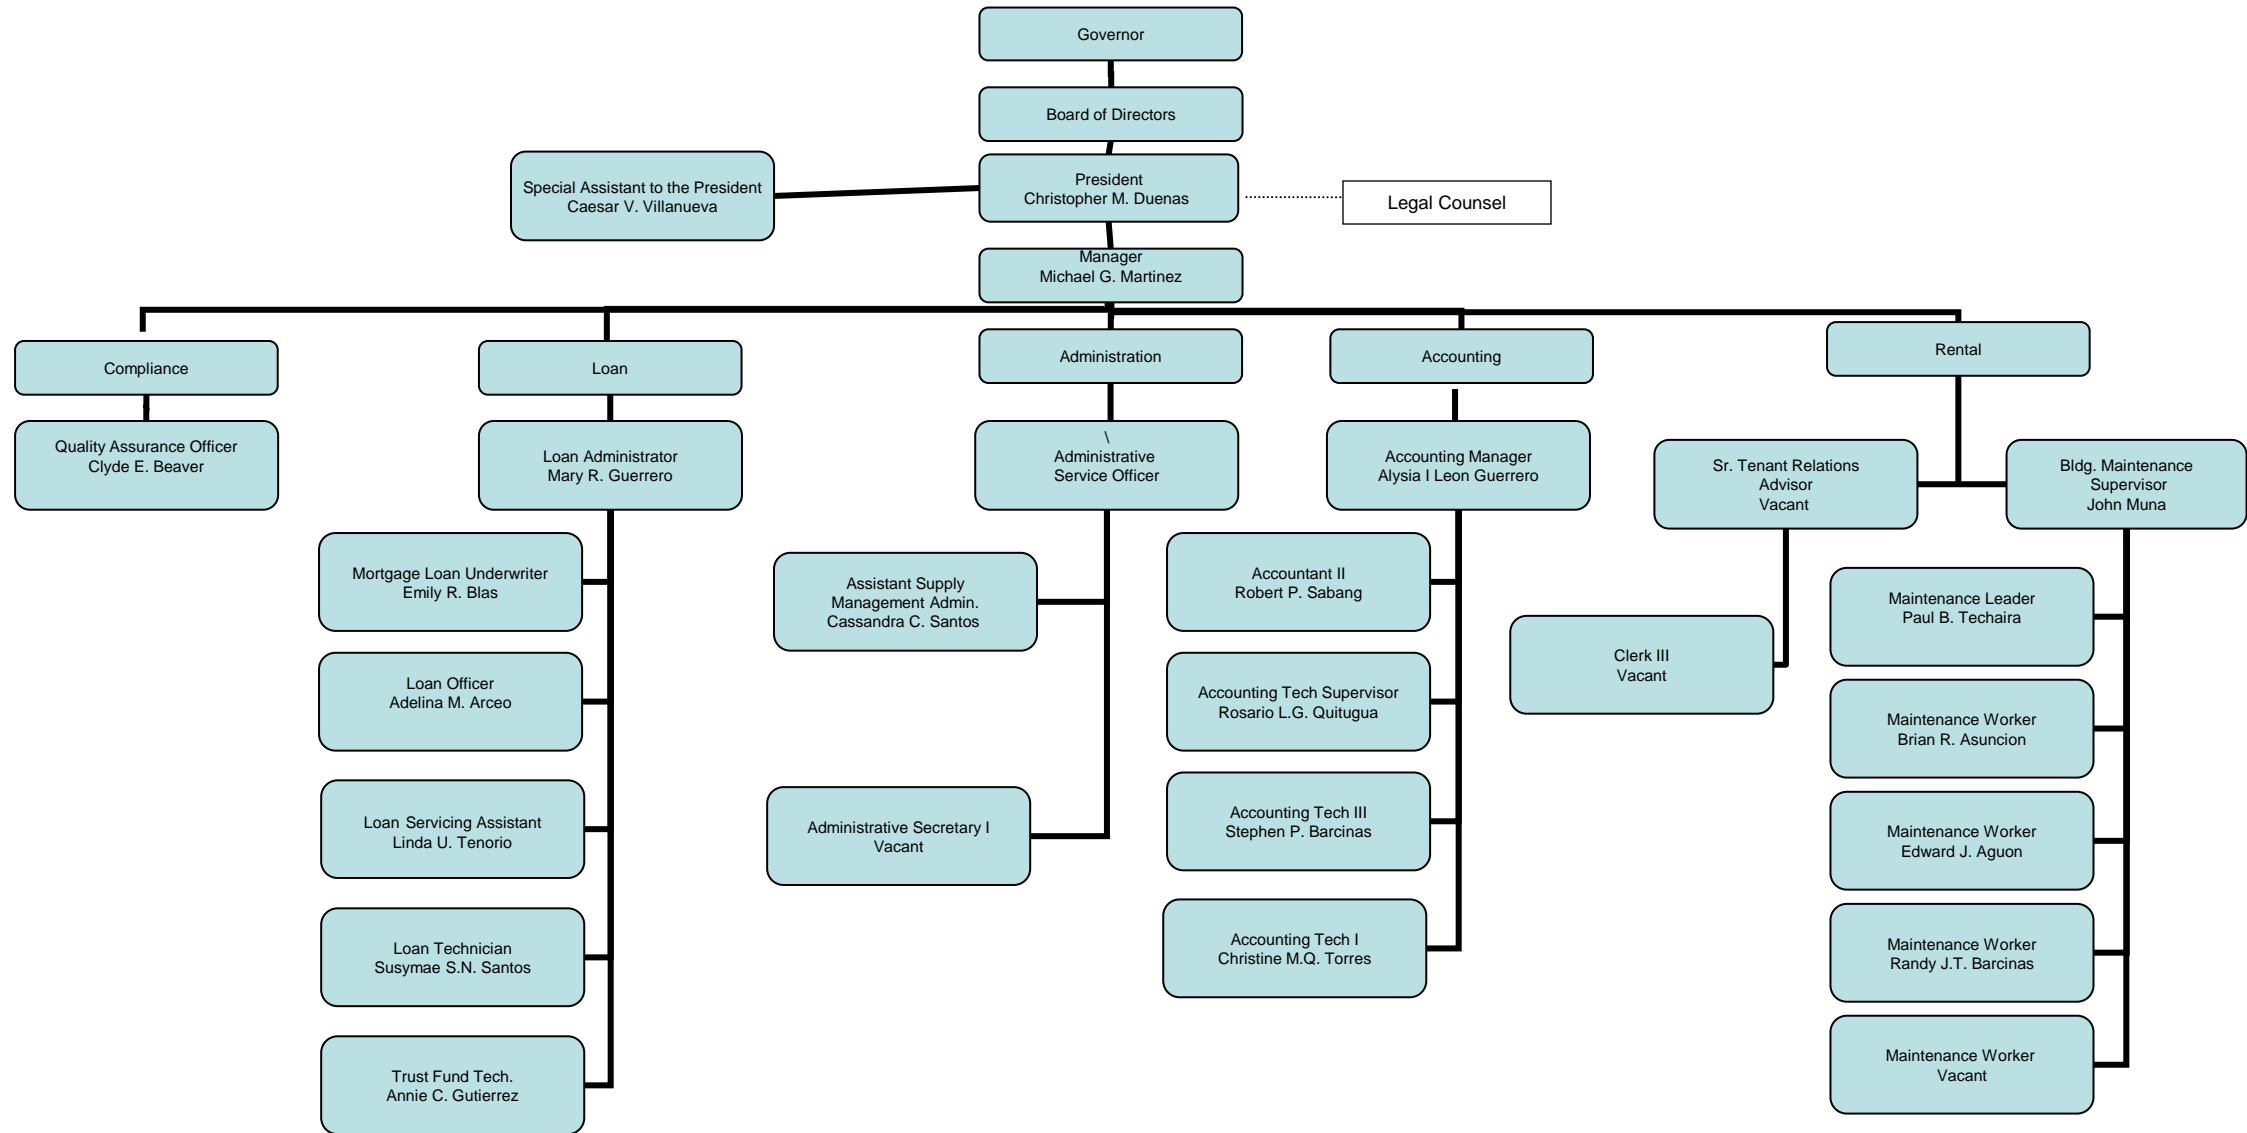 Governor
Board of Directors
Special Assistant to the President
Caesar V. Villanueva
President
Christopher M. Duenas
Legal Counsel
Manager
Michael G. Martinez
Compliance
Loan
Administration
Accounting
Rental
Quality Assurance Officer
Clyde E. Beaver
Loan Administrator
Mary R. Guerrero
\
Administrative
Service Officer
Accounting Manager
Alysia I Leon Guerrero
Sr. Tenant Relations
Advisor
Vacant
Bldg. Maintenance
Supervisor
John Muna
Mortgage Loan Underwriter
Emily R. Blas
Loan Officer
Adelina M. Arceo
Loan Servicing Assistant
Linda U. Tenorio
Loan Technician
Susymae S.N. Santos
Trust Fund Tech.
Annie C. Gutierrez
Assistant Supply
Management Admin.
Cassandra C. Santos
Administrative Secretary I
Vacant
Accountant II
Robert P. Sabang
Accounting Tech Supervisor
Rosario L.G. Quitugua
Accounting Tech III
Stephen P. Barcinas
Accounting Tech I
Christine M.Q. Torres
Clerk III
Vacant
Maintenance Leader
Paul B. Techaira
Maintenance Worker
Brian R. Asuncion
Maintenance Worker
Edward J. Aguon
Maintenance Worker
Randy J.T. Barcinas
Maintenance Worker
Vacant